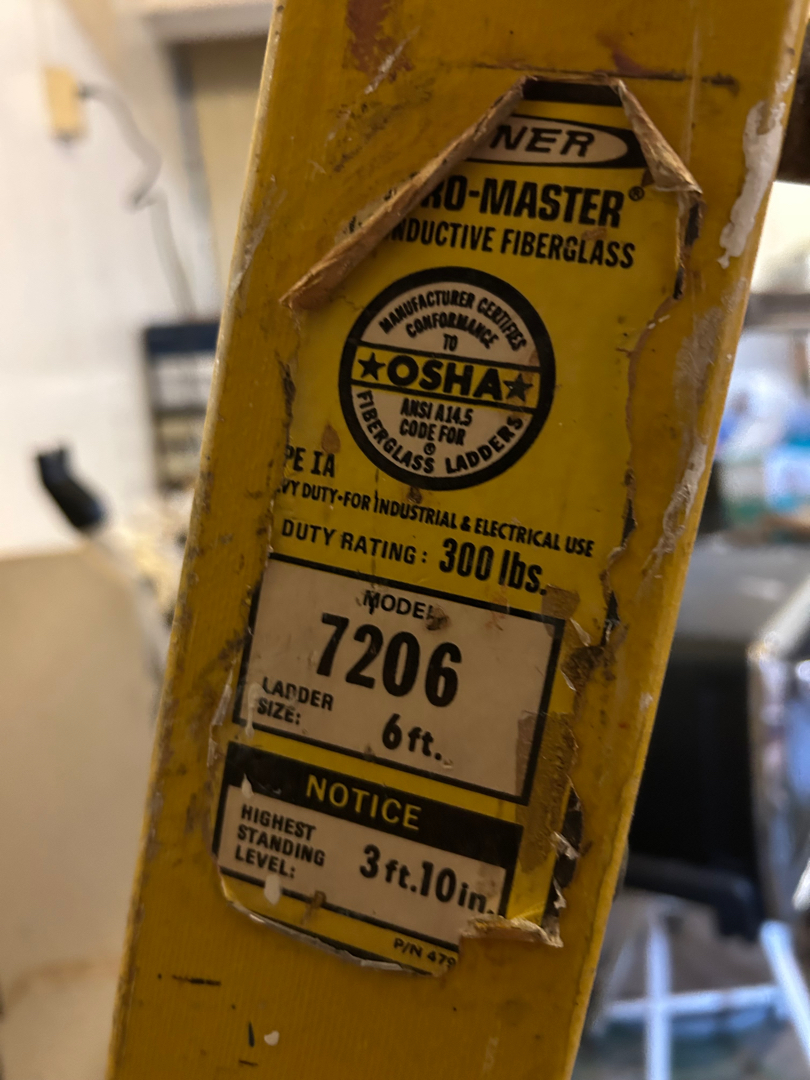 NER
RO-MASTER®
NDUCTIVE FIBERGLASS
MANUFACTURER CERTIFIES
CONFORMANCE
TO
★OSHA★
ANSI A14.5
CODE FOR
®
FIBERGLASS LADDERS
PE IA
VY DUTY-FOR INDUSTRIAL & ELECTRICAL USE
DUTY RATING: 300 lbs.
MODEL
7206
LADDER
SIZE: 6 ft.
NOTICE
HIGHEST
STANDING
LEVEL: 3 ft. 10 in.
P/N 479